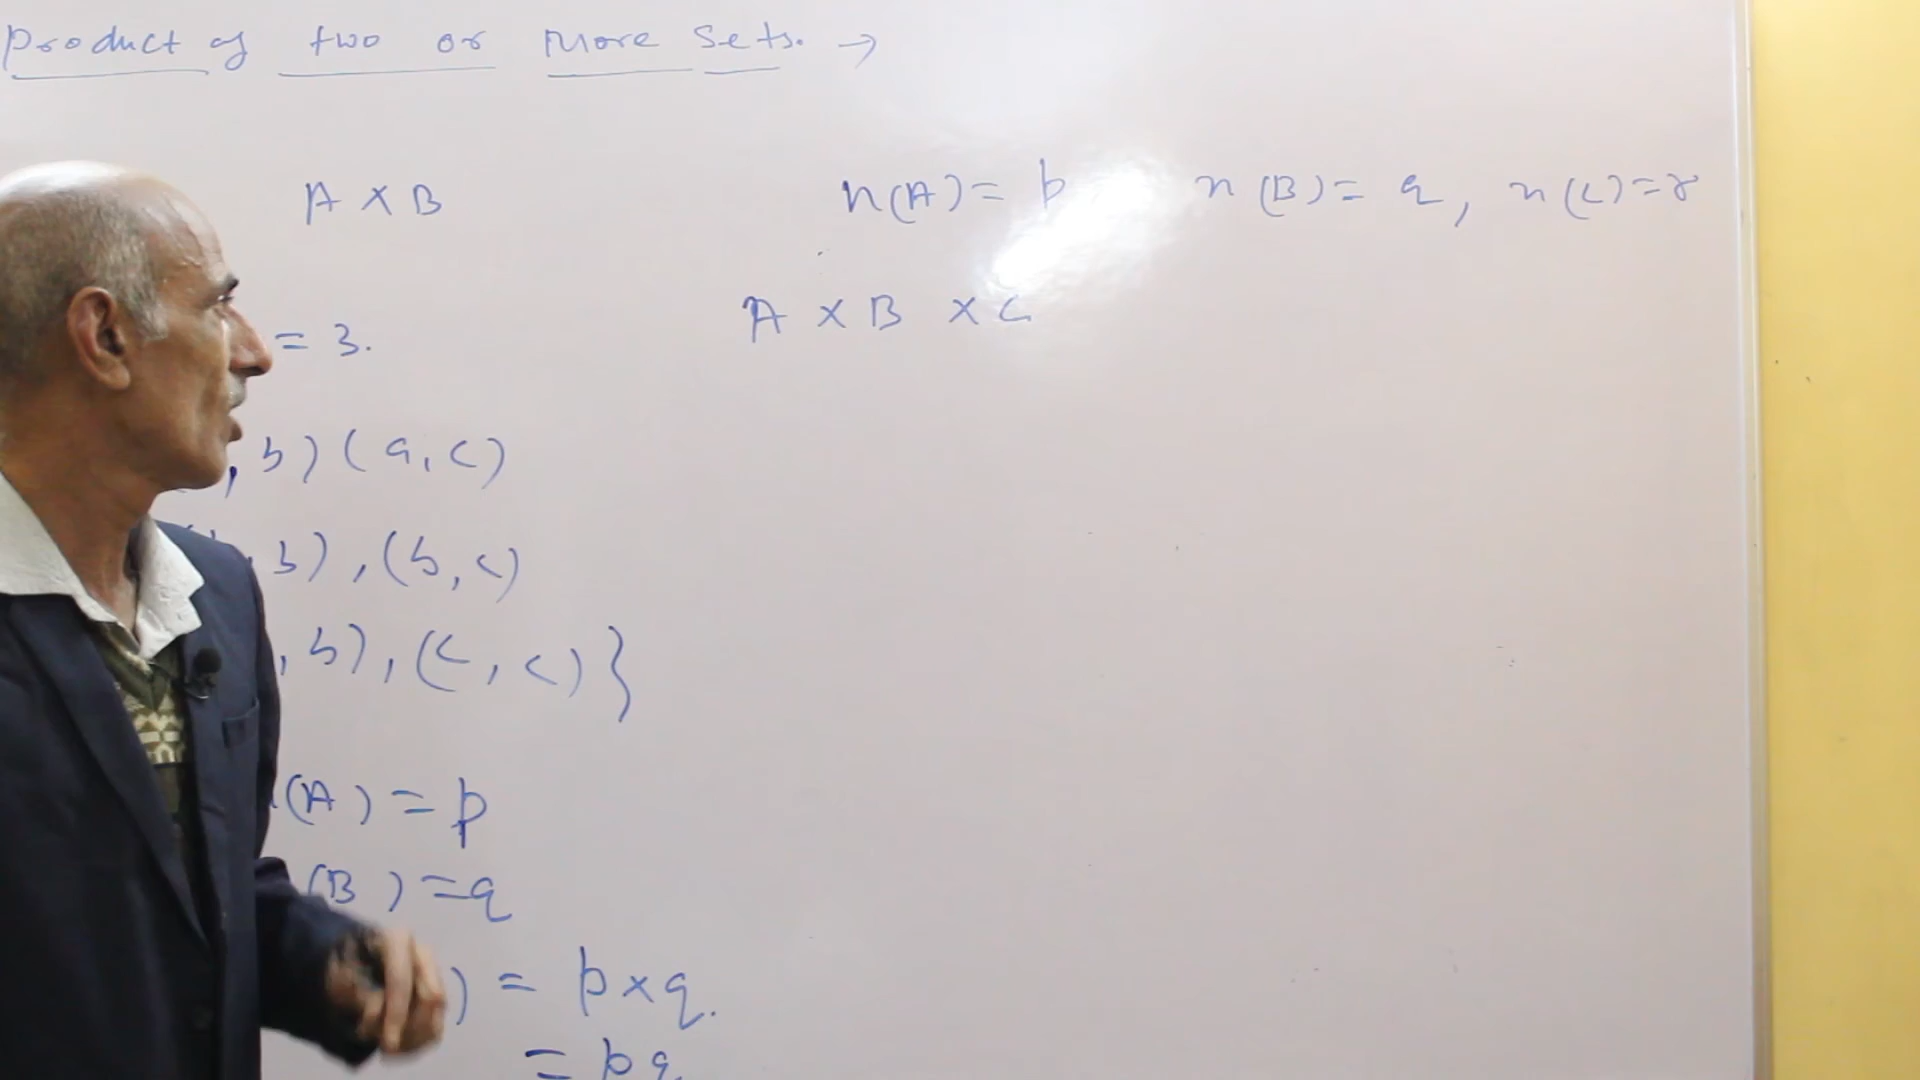 Product of two or More Sets. →
A × B
n(A) = p n(B) = q, n(C) = r
A × B × C
= 3.
, b) (a, c)
, b), (b, c)
, b), (c, c)}
(A) = p
(B) = q
) = p×q.
= pq